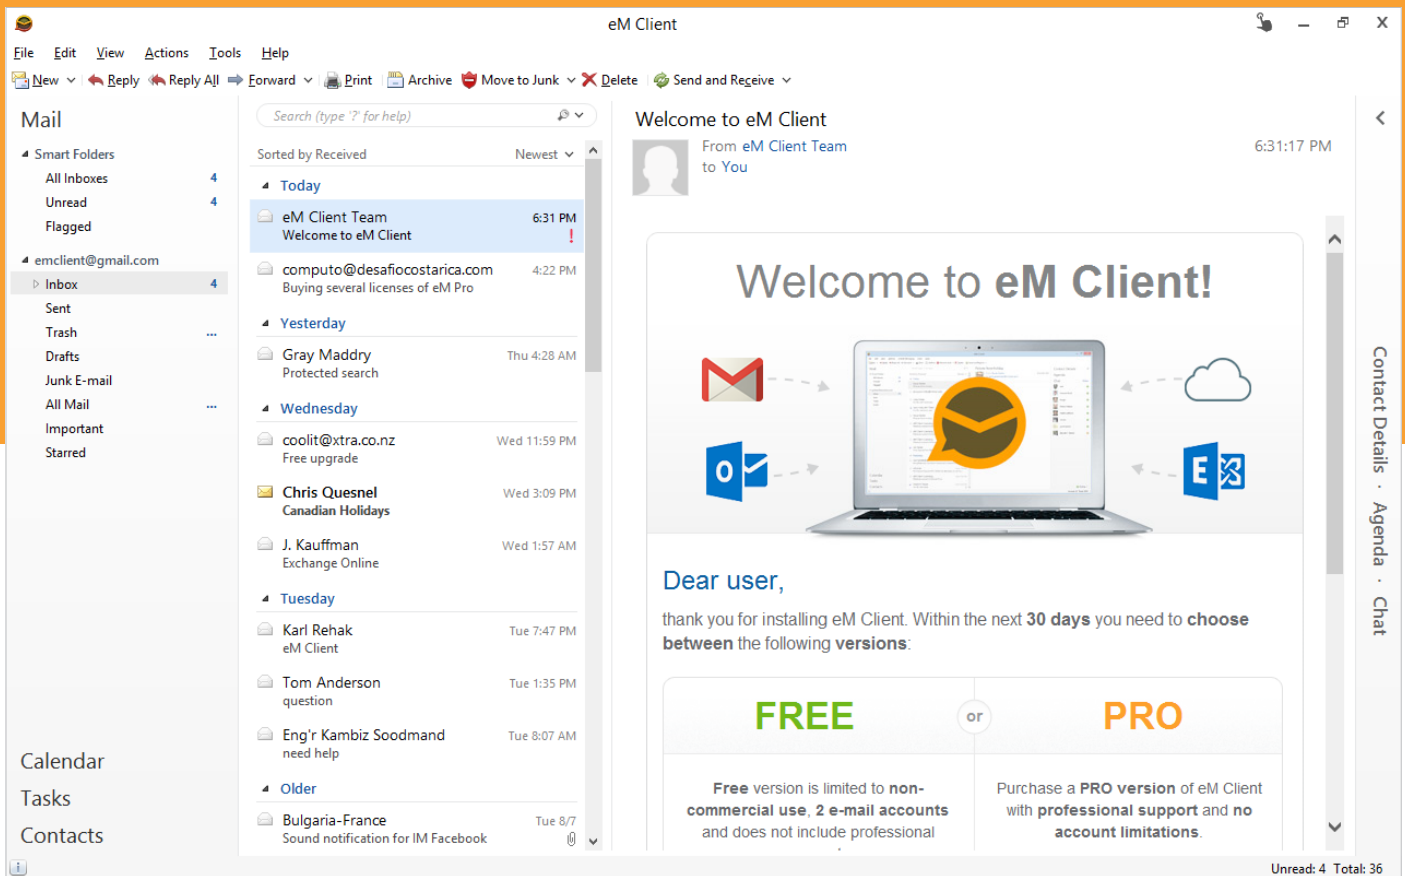 eM Client
File Edit View Actions Tools Help
New Reply Reply All Forward Print Archive Move to Junk Delete Send and Receive
Mail
Smart Folders
All Inboxes 4
Unread 4
Flagged
emclient@gmail.com
Inbox 4
Sent
Trash ...
Drafts
Junk E-mail
All Mail ...
Important
Starred
Calendar
Tasks
Contacts
Search (type '?' for help)
Sorted by Received Newest
Today
eM Client Team 6:31 PM
Welcome to eM Client !
computo@desafiocostarica.com 4:22 PM
Buying several licenses of eM Pro
Yesterday
Gray Maddry Thu 4:28 AM
Protected search
Wednesday
coolit@xtra.co.nz Wed 11:59 PM
Free upgrade
Chris Quesnel Wed 3:09 PM
Canadian Holidays
J. Kauffman Wed 1:57 AM
Exchange Online
Tuesday
Karl Rehak Tue 7:47 PM
eM Client
Tom Anderson Tue 1:35 PM
question
Eng'r Kambiz Soodmand Tue 8:07 AM
need help
Older
Bulgaria-France Tue 8/7
Sound notification for IM Facebook
Welcome to eM Client
From eM Client Team 6:31:17 PM
to You
Welcome to eM Client!
Dear user,
thank you for installing eM Client. Within the next 30 days you need to choose
between the following versions:
FREE or PRO
Free version is limited to non-
commercial use, 2 e-mail accounts
and does not include professional
Purchase a PRO version of eM Client
with professional support and no
account limitations.
Contact Details · Agenda · Chat
Unread: 4 Total: 36